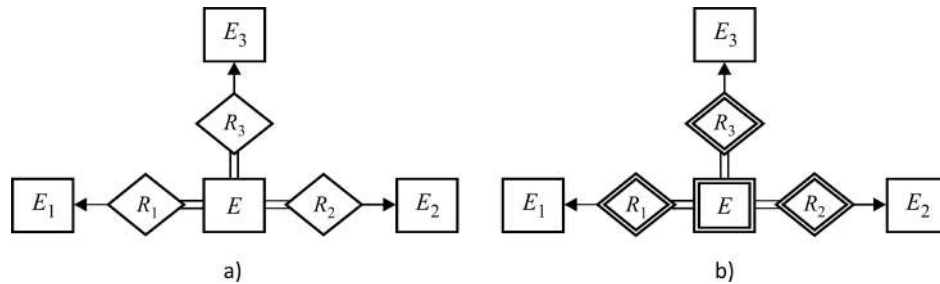 E₃ E₃
R₃ R₃
E₁ R₁ E R₂ E₂ E₁ R₁ E R₂ E₂
a) b)